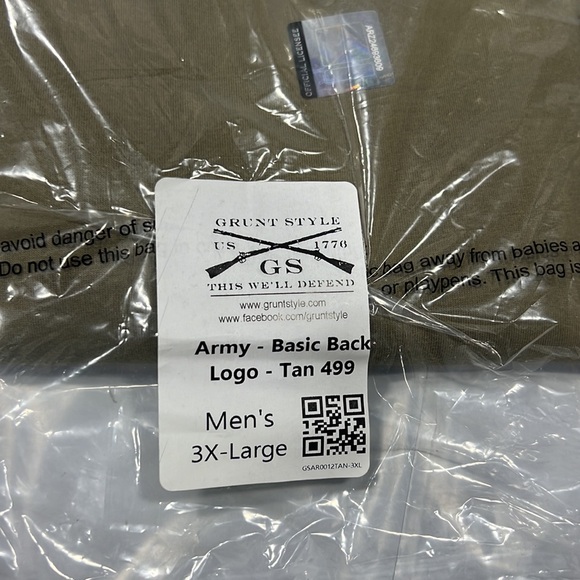 OFFICIAL LICENSEE
GRUNT STYLE
US 1776
GS
THIS WE'LL DEFEND
www.gruntstyle.com
www.facebook.com/gruntstyle
avoid danger of
Do not use this
bag away from babies
or playpens. This bag is
Army - Basic Back
Logo - Tan 499
Men's
3X-Large
GSAR0012TAN-3XL